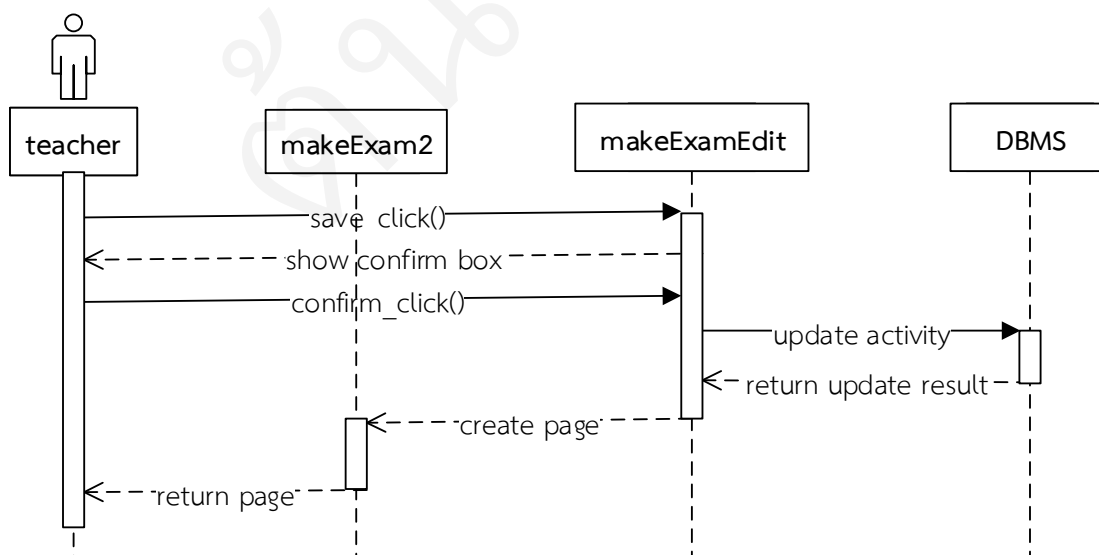 teacher
makeExam2
makeExamEdit
DBMS
save_click()
show confirm box
confirm_click()
update activity
return update result
create page
return page